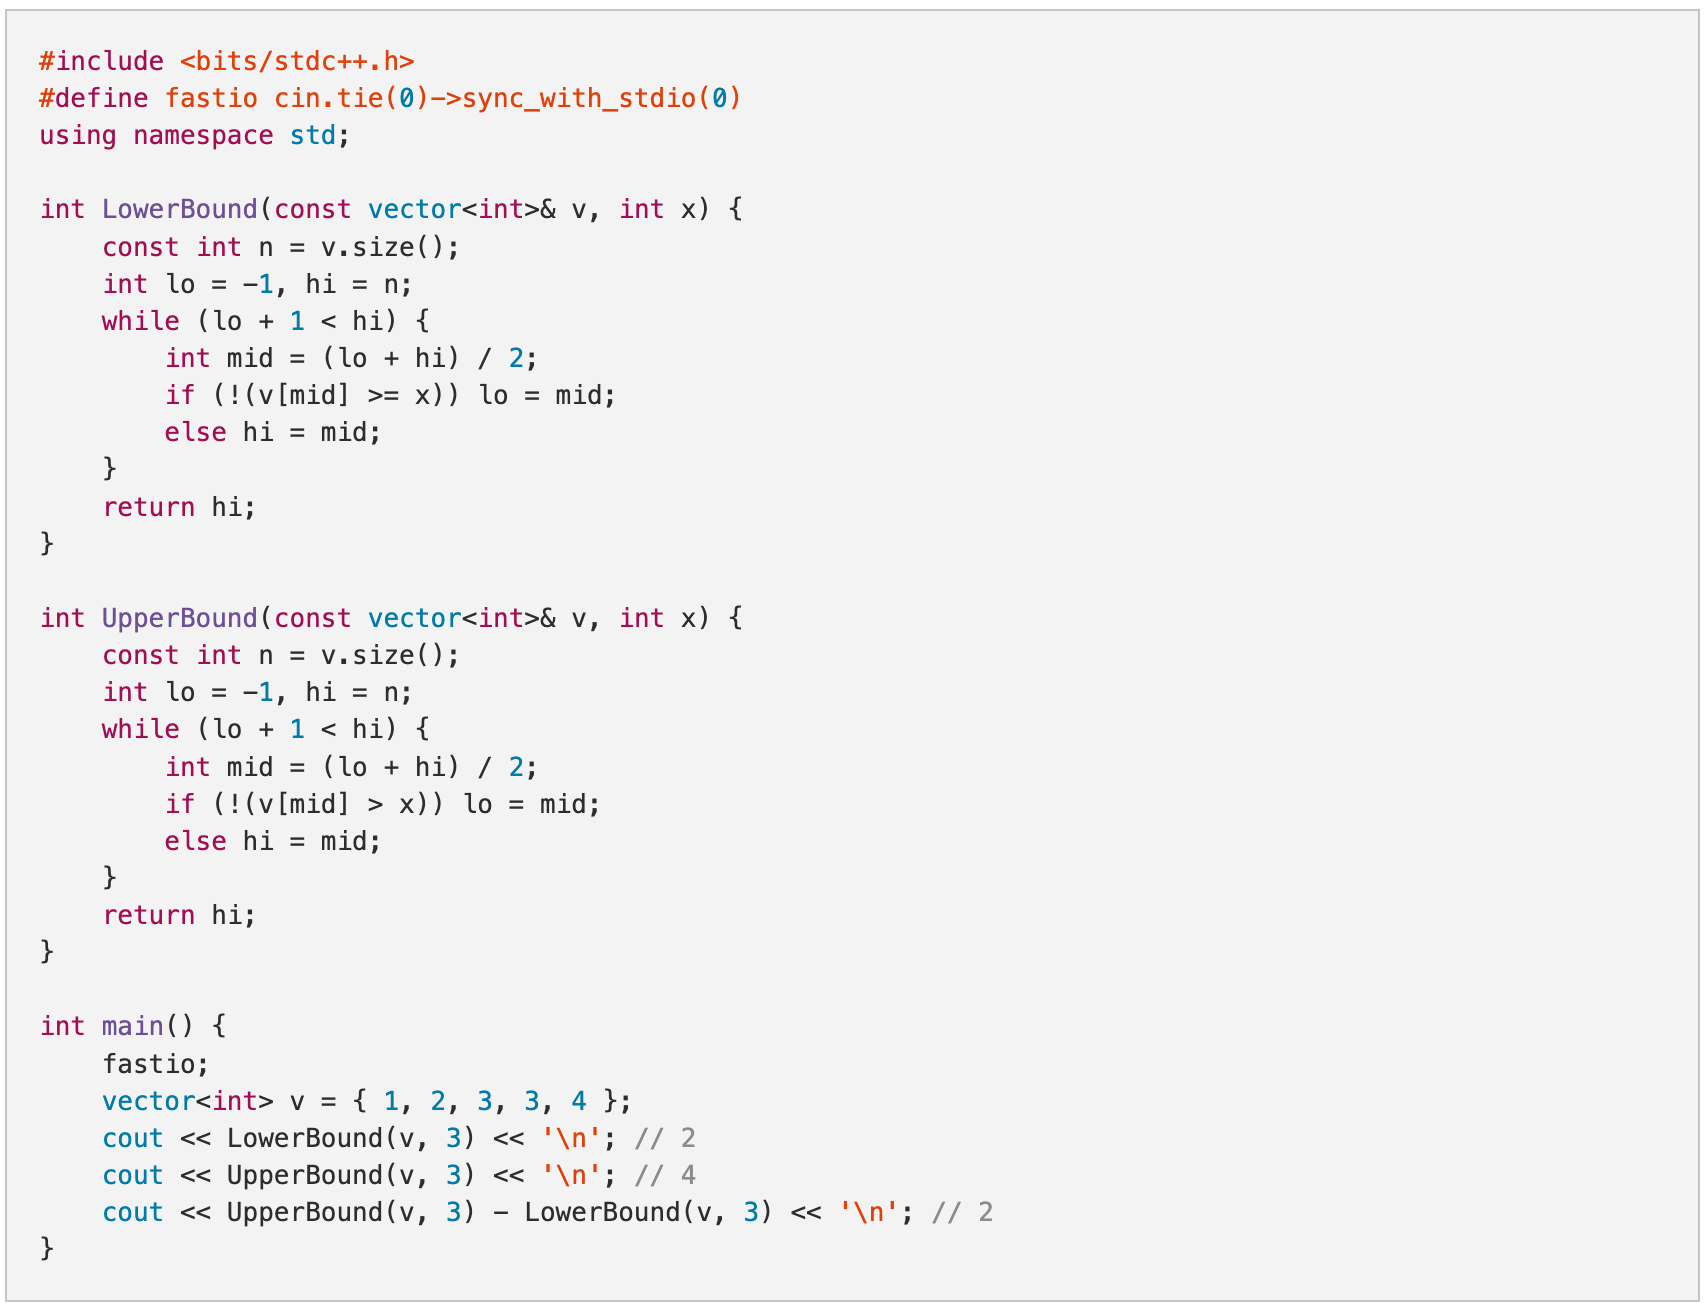 #include <bits/stdc++.h>
#define fastio cin.tie(0)->sync_with_stdio(0)
using namespace std;

int LowerBound(const vector<int>& v, int x) {
    const int n = v.size();
    int lo = -1, hi = n;
    while (lo + 1 < hi) {
        int mid = (lo + hi) / 2;
        if (!(v[mid] >= x)) lo = mid;
        else hi = mid;
    }
    return hi;
}

int UpperBound(const vector<int>& v, int x) {
    const int n = v.size();
    int lo = -1, hi = n;
    while (lo + 1 < hi) {
        int mid = (lo + hi) / 2;
        if (!(v[mid] > x)) lo = mid;
        else hi = mid;
    }
    return hi;
}

int main() {
    fastio;
    vector<int> v = { 1, 2, 3, 3, 4 };
    cout << LowerBound(v, 3) << '\n'; // 2
    cout << UpperBound(v, 3) << '\n'; // 4
    cout << UpperBound(v, 3) - LowerBound(v, 3) << '\n'; // 2
}